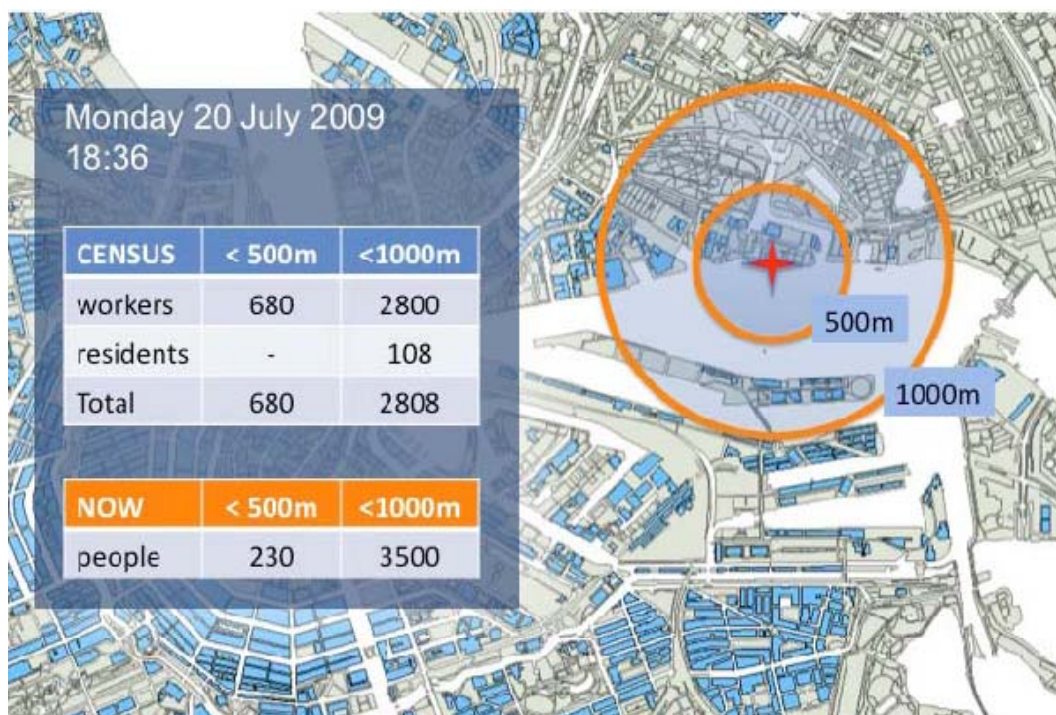 Monday 20 July 2009
18:36
CENSUS < 500m <1000m
workers 680 2800
residents - 108
Total 680 2808
NOW < 500m <1000m
people 230 3500
500m
1000m